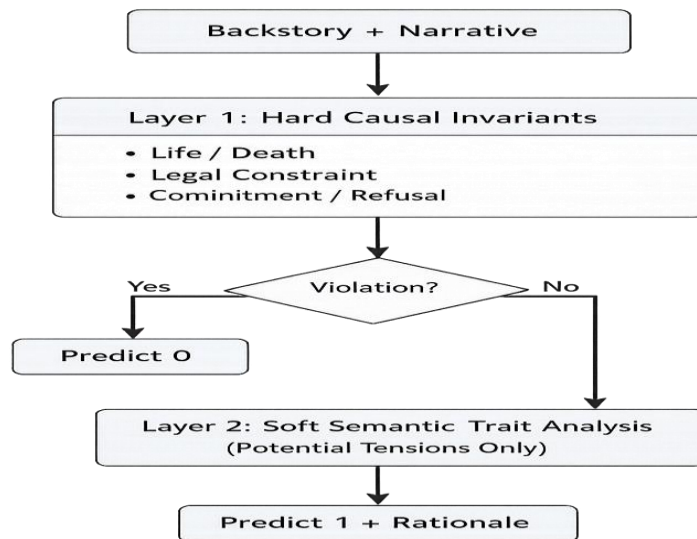 Backstory + Narrative
Layer 1: Hard Causal Invariants
• Life / Death
• Legal Constraint
• Cominitment / Refusal
Violation?
Yes
No
Predict 0
Layer 2: Soft Semantic Trait Analysis
(Potential Tensions Only)
Predict 1 + Rationale